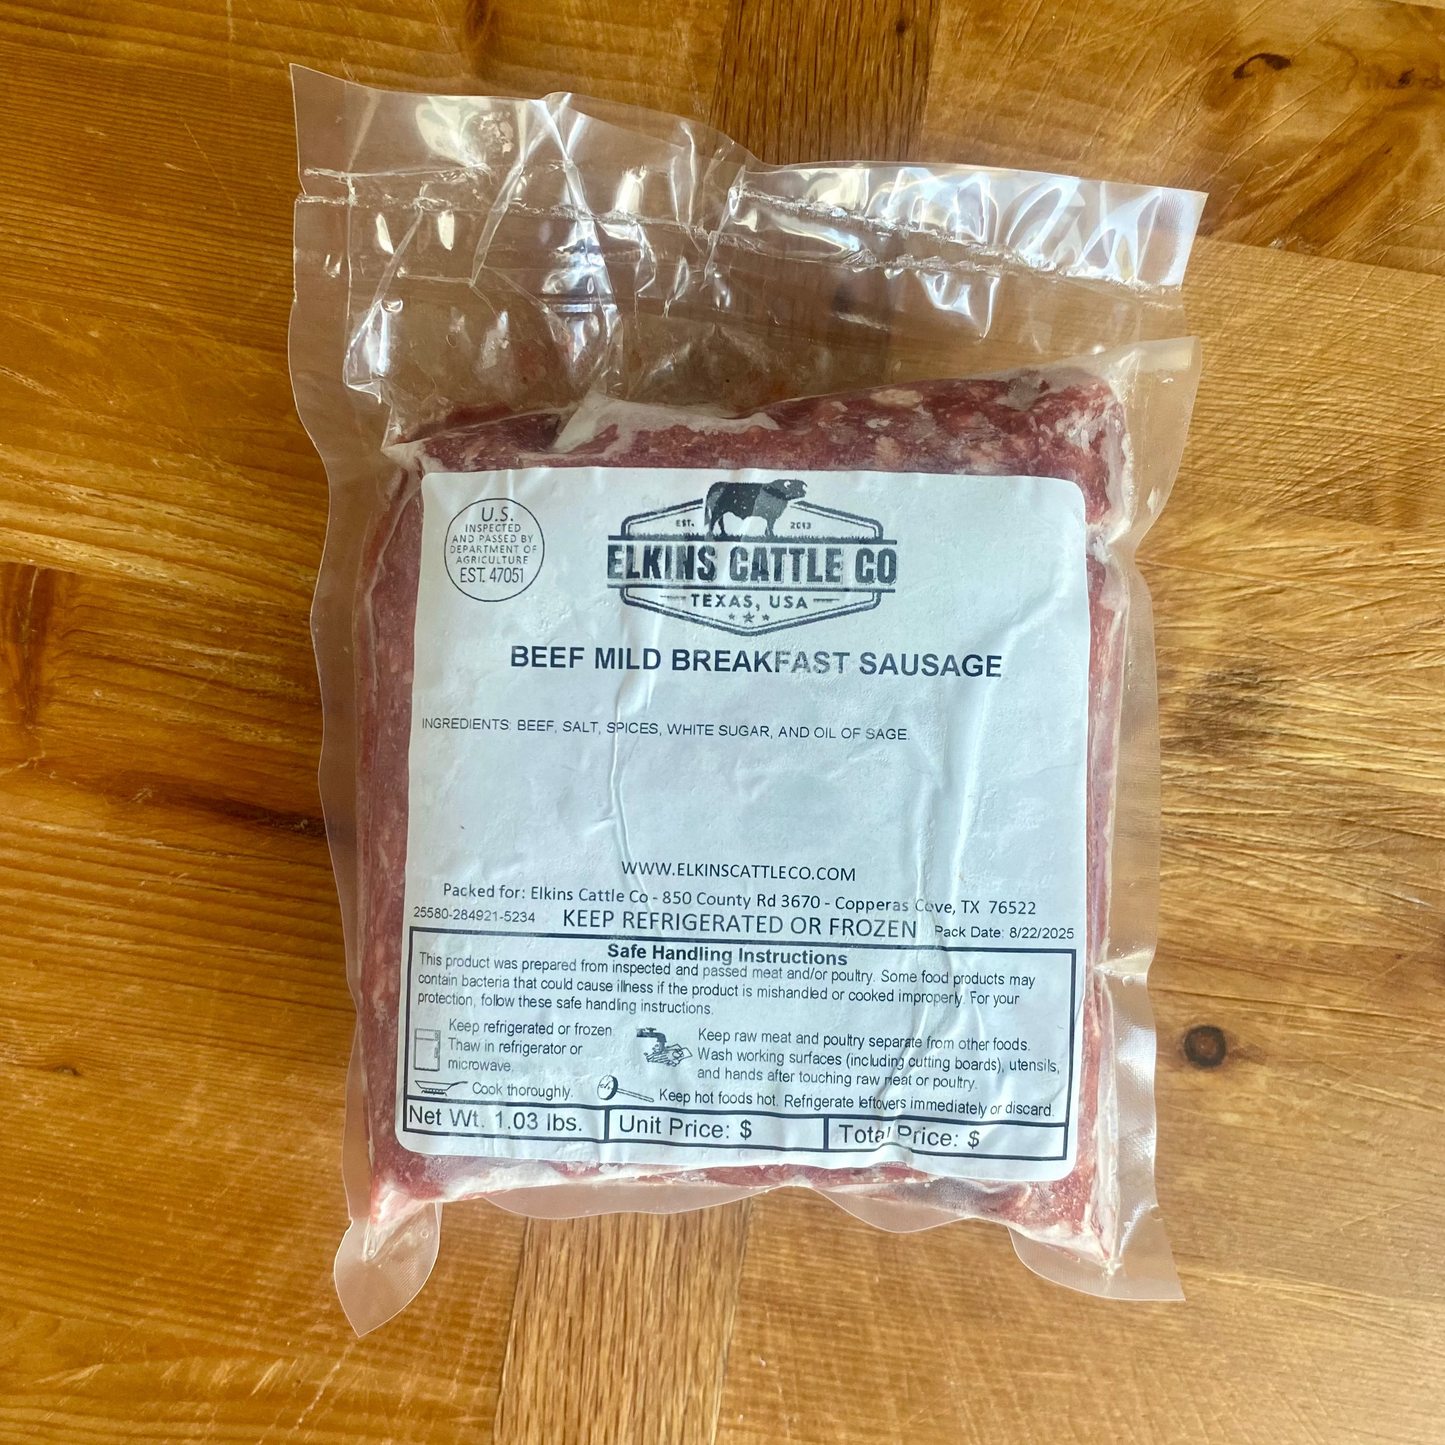 U.S.
INSPECTED
AND PASSED BY
DEPARTMENT OF
AGRICULTURE
EST. 47051
EST. 2013
ELKINS CATTLE CO
TEXAS, USA
BEEF MILD BREAKFAST SAUSAGE
INGREDIENTS: BEEF, SALT, SPICES, WHITE SUGAR, AND OIL OF SAGE.
WWW.ELKINSCATTLECO.COM
Packed for: Elkins Cattle Co - 850 County Rd 3670 - Copperas Cove, TX 76522
25580-284921-5234 KEEP REFRIGERATED OR FROZEN Pack Date: 8/22/2025
Safe Handling Instructions
This product was prepared from inspected and passed meat and/or poultry. Some food products may
contain bacteria that could cause illness if the product is mishandled or cooked improperly. For your
protection, follow these safe handling instructions.
Keep refrigerated or frozen.
Thaw in refrigerator or
microwave.
Keep raw meat and poultry separate from other foods.
Wash working surfaces (including cutting boards), utensils,
and hands after touching raw meat or poultry.
Cook thoroughly.
Keep hot foods hot. Refrigerate leftovers immediately or discard.
Net Wt. 1.03 lbs. Unit Price: $ Total Price: $